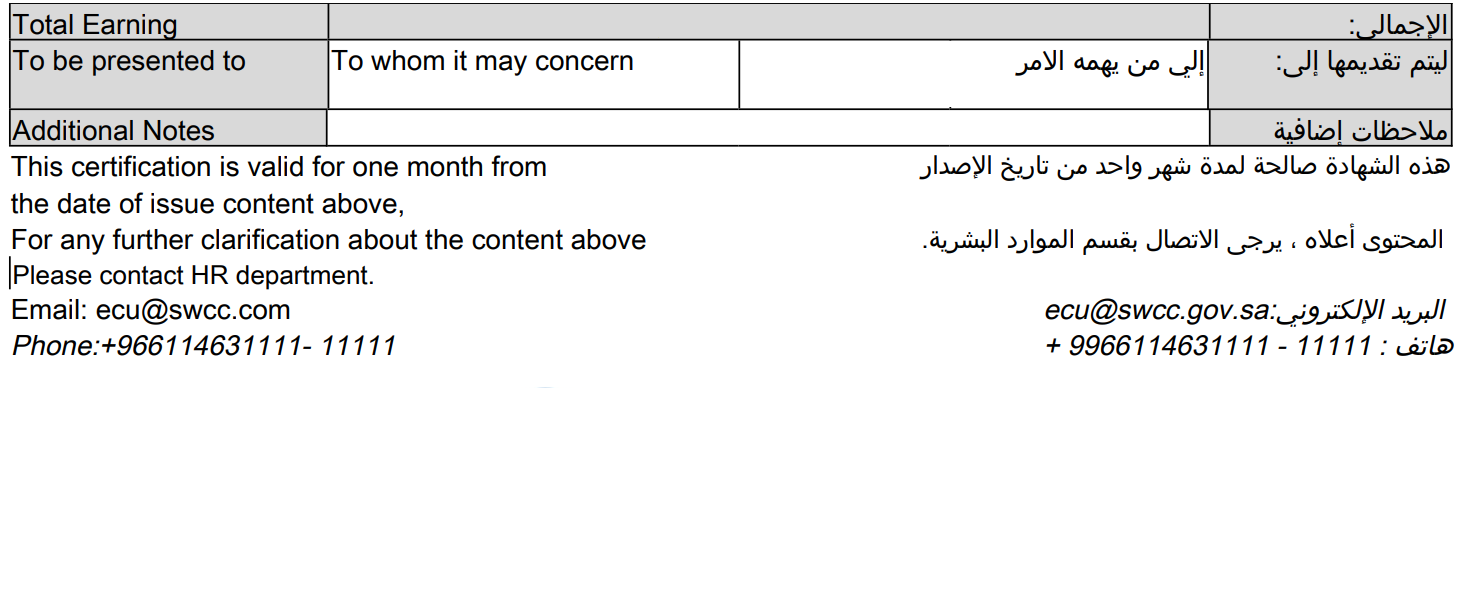 Total Earning الإجمالي:
To be presented to To whom it may concern إلى من يهمه الامر ليتم تقديمها إلى:
Additional Notes ملاحظات إضافية
This certification is valid for one month from هذه الشهادة صالحة لمدة شهر واحد من تاريخ الإصدار
the date of issue content above,
For any further clarification about the content above المحتوى أعلاه ، يرجى الاتصال بقسم الموارد البشرية.
Please contact HR department.
Email: ecu@swcc.com البريد الإلكتروني:ecu@swcc.gov.sa
Phone:+966114631111- 11111 هاتف : 11111 - 9966114631111 +